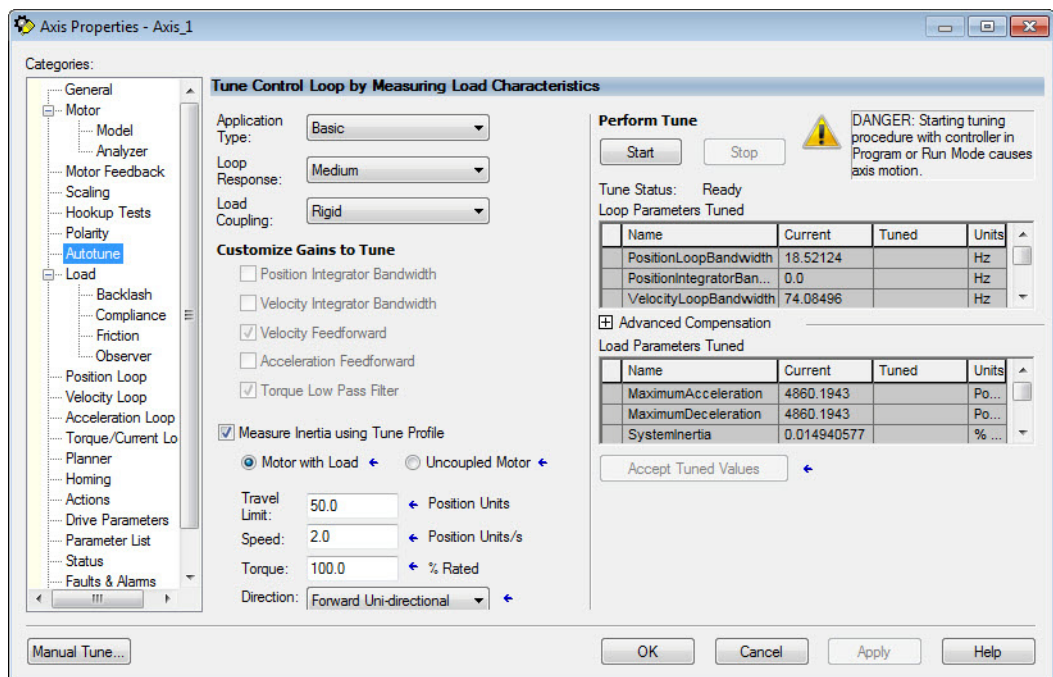 Axis Properties - Axis_1
Categories:
General
Motor
Model
Analyzer
Motor Feedback
Scaling
Hookup Tests
Polarity
Autotune
Load
Backlash
Compliance
Friction
Observer
Position Loop
Velocity Loop
Acceleration Loop
Torque/Current Lo
Planner
Homing
Actions
Drive Parameters
Parameter List
Status
Faults & Alarms
Tune Control Loop by Measuring Load Characteristics
Application
Type:
Basic
Loop
Response:
Medium
Load
Coupling:
Rigid
Customize Gains to Tune
Position Integrator Bandwidth
Velocity Integrator Bandwidth
Velocity Feedforward
Acceleration Feedforward
Torque Low Pass Filter
Measure Inertia using Tune Profile
Motor with Load
Uncoupled Motor
Travel
Limit:
50.0
Position Units
Speed:
2.0
Position Units/s
Torque:
100.0
% Rated
Direction:
Forward Uni-directional
Perform Tune
Start
Stop
DANGER: Starting tuning
procedure with controller in
Program or Run Mode causes
axis motion.
Tune Status: Ready
Loop Parameters Tuned
Name Current Tuned Units
PositionLoopBandwidth 18.52124 Hz
PositionIntegratorBan... 0.0 Hz
VelocityLoopBandwidth 74.08496 Hz
Advanced Compensation
Load Parameters Tuned
Name Current Tuned Units
MaximumAcceleration 4860.1943 Po...
MaximumDeceleration 4860.1943 Po...
SystemInertia 0.014940577 % ...
Accept Tuned Values
Manual Tune...
OK
Cancel
Apply
Help